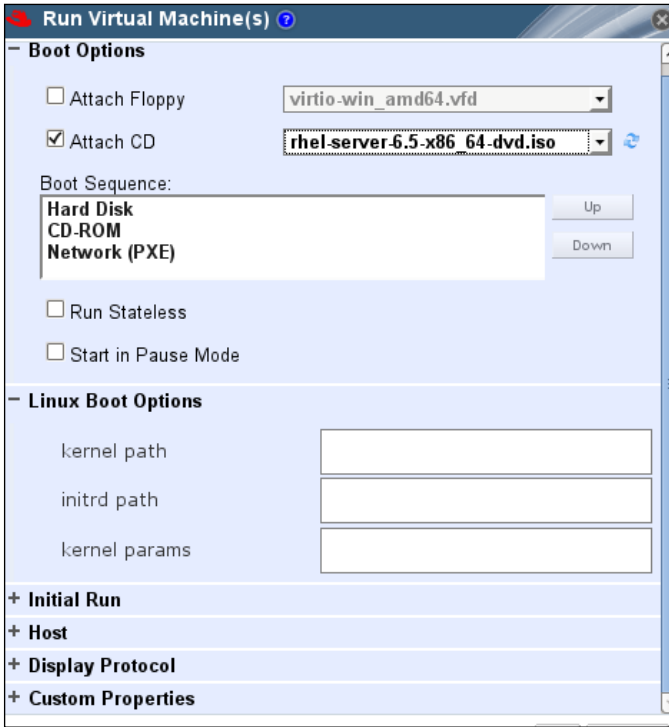 Run Virtual Machine(s) ?
− Boot Options
Attach Floppy virtio-win_amd64.vfd
Attach CD rhel-server-6.5-x86_64-dvd.iso
Boot Sequence:
Hard Disk
CD-ROM
Network (PXE)
Up
Down
Run Stateless
Start in Pause Mode
− Linux Boot Options
kernel path
initrd path
kernel params
+ Initial Run
+ Host
+ Display Protocol
+ Custom Properties